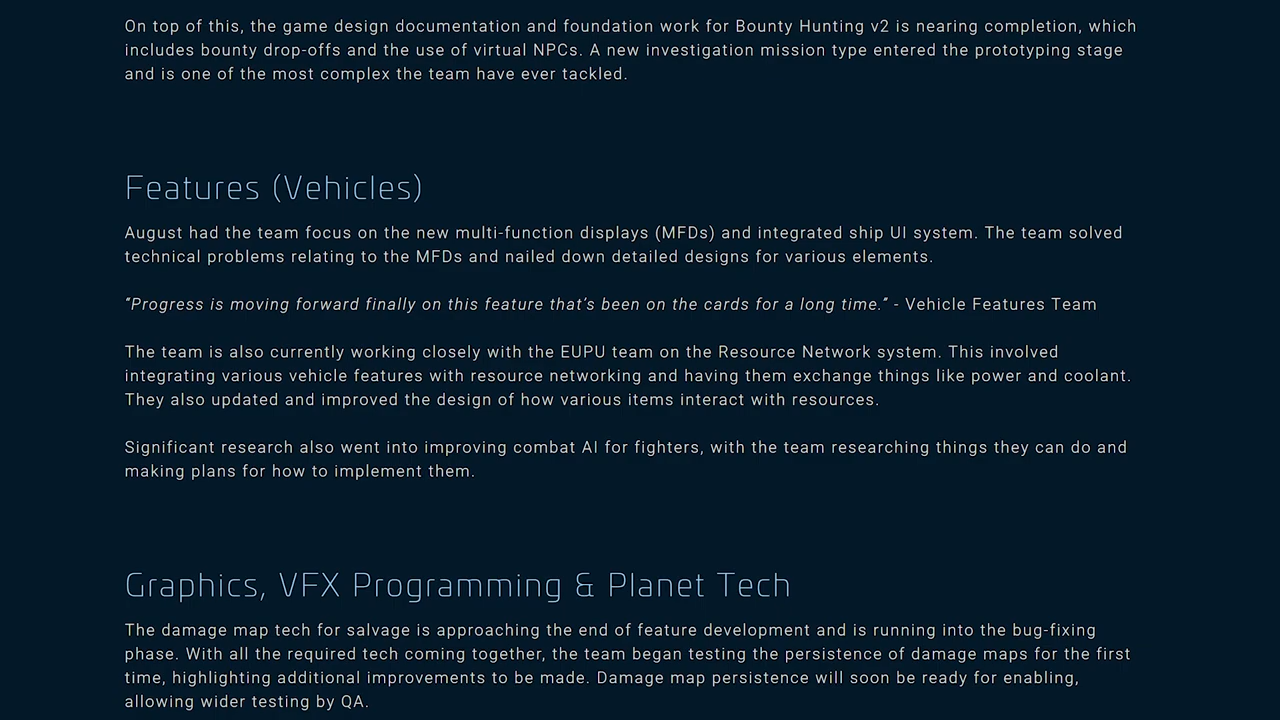 On top of this, the game design documentation and foundation work for Bounty Hunting v2 is nearing completion, which
includes bounty drop-offs and the use of virtual NPCs. A new investigation mission type entered the prototyping stage
and is one of the most complex the team have ever tackled.
Features (Vehicles)
August had the team focus on the new multi-function displays (MFDs) and integrated ship UI system. The team solved
technical problems relating to the MFDs and nailed down detailed designs for various elements.
“Progress is moving forward finally on this feature that’s been on the cards for a long time.” - Vehicle Features Team
The team is also currently working closely with the EUPU team on the Resource Network system. This involved
integrating various vehicle features with resource networking and having them exchange things like power and coolant.
They also updated and improved the design of how various items interact with resources.
Significant research also went into improving combat AI for fighters, with the team researching things they can do and
making plans for how to implement them.
Graphics, VFX Programming & Planet Tech
The damage map tech for salvage is approaching the end of feature development and is running into the bug-fixing
phase. With all the required tech coming together, the team began testing the persistence of damage maps for the first
time, highlighting additional improvements to be made. Damage map persistence will soon be ready for enabling,
allowing wider testing by QA.